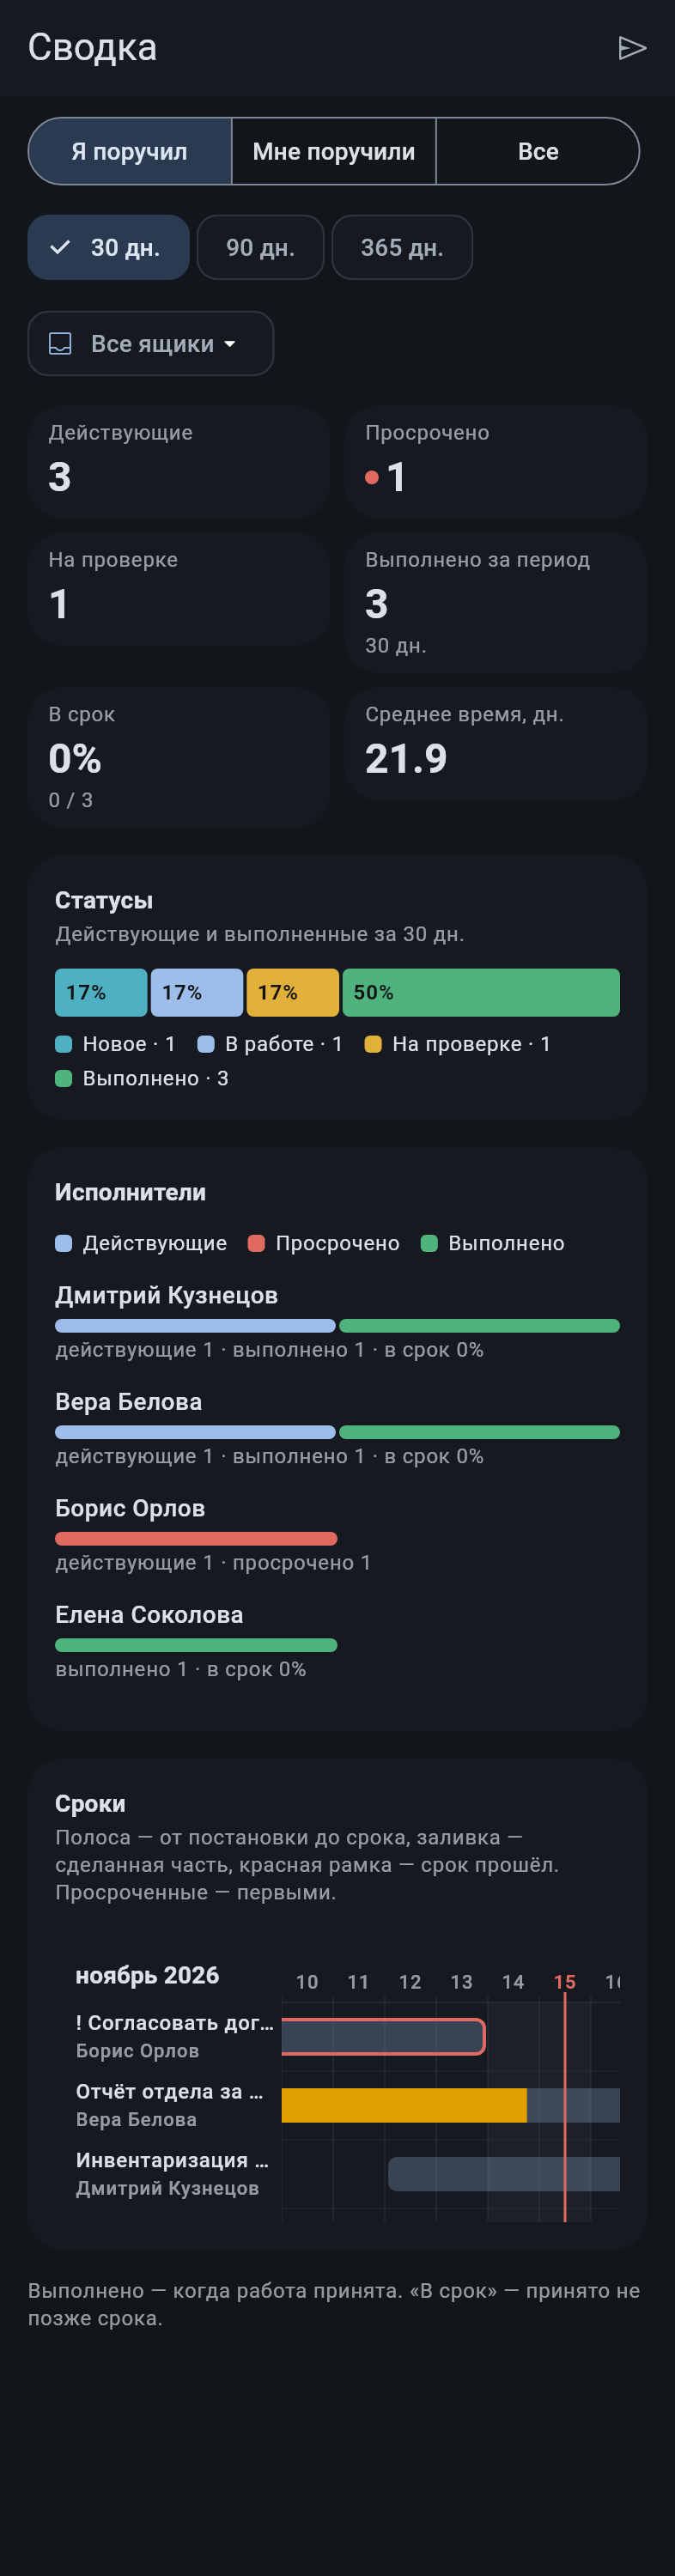 Сводка
Я поручил
Мне поручили
Все
30 дн.
90 дн.
365 дн.
Все ящики
Действующие
3
Просрочено
1
На проверке
1
Выполнено за период
3
30 дн.
В срок
0%
0 / 3
Среднее время, дн.
21.9
Статусы
Действующие и выполненные за 30 дн.
17%
17%
17%
50%
Новое · 1
В работе · 1
На проверке · 1
Выполнено · 3
Исполнители
Действующие
Просрочено
Выполнено
Дмитрий Кузнецов
действующие 1 · выполнено 1 · в срок 0%
Вера Белова
действующие 1 · выполнено 1 · в срок 0%
Борис Орлов
действующие 1 · просрочено 1
Елена Соколова
выполнено 1 · в срок 0%
Сроки
Полоса — от постановки до срока, заливка —
сделанная часть, красная рамка — срок прошёл.
Просроченные — первыми.
ноябрь 2026
10 11 12 13 14 15
! Согласовать дог…
Борис Орлов
Отчёт отдела за …
Вера Белова
Инвентаризация …
Дмитрий Кузнецов
Выполнено — когда работа принята. «В срок» — принято не
позже срока.